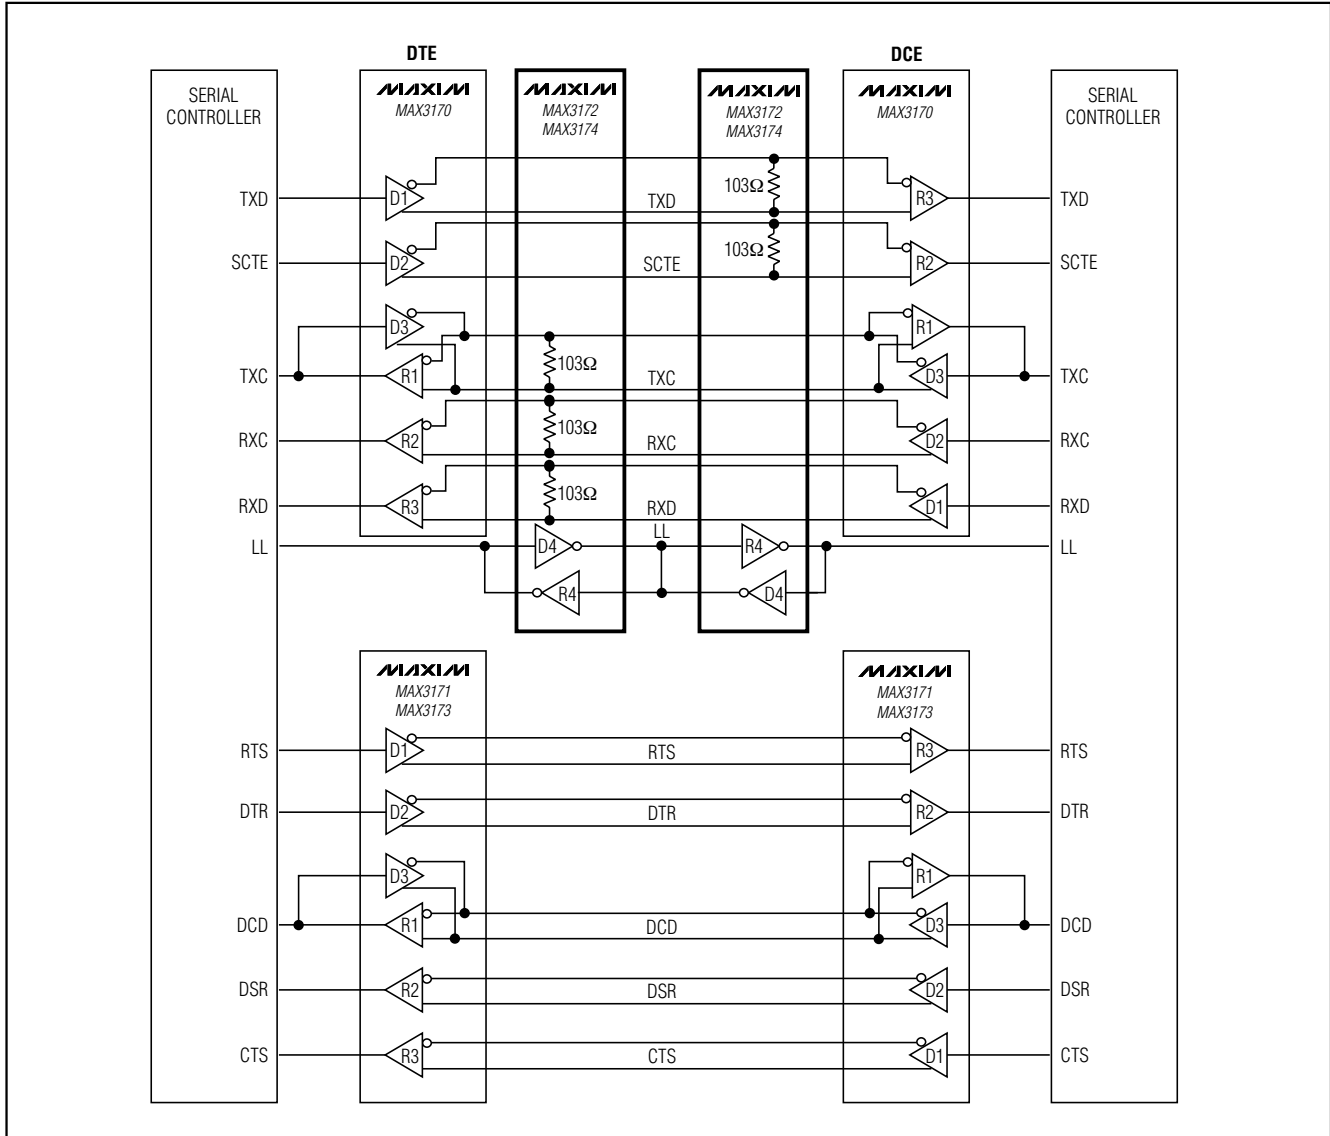 DTE
DCE
SERIAL
CONTROLLER
MAXIM
MAX3170
MAXIM
MAX3172
MAX3174
MAXIM
MAX3172
MAX3174
MAXIM
MAX3170
SERIAL
CONTROLLER
TXD D1 TXD 103Ω R3 TXD
SCTE D2 SCTE 103Ω R2 SCTE
D3 R1
TXC R1 103Ω TXC D3 TXC
RXC R2 103Ω RXC D2 RXC
RXD R3 103Ω RXD D1 RXD
LL D4 LL R4 LL
R4 D4
MAXIM
MAX3171
MAX3173
MAXIM
MAX3171
MAX3173
RTS D1 RTS R3 RTS
DTR D2 DTR R2 DTR
D3 R1
DCD R1 DCD D3 DCD
DSR R2 DSR D2 DSR
CTS R3 CTS D1 CTS